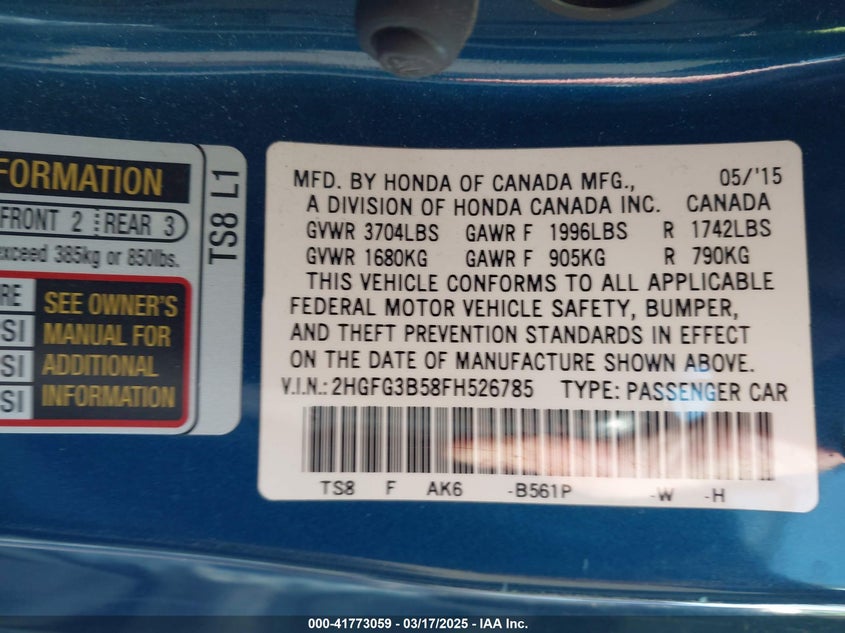 FORMATION
FRONT 2 REAR 3
exceed 385kg or 850lbs.
RE
SI
SI
SI
SEE OWNER'S
MANUAL FOR
ADDITIONAL
INFORMATION
TS8 L1
MFD. BY HONDA OF CANADA MFG., 05/'15
A DIVISION OF HONDA CANADA INC. CANADA
GVWR 3704LBS GAWR F 1996LBS R 1742LBS
GVWR 1680KG GAWR F 905KG R 790KG
THIS VEHICLE CONFORMS TO ALL APPLICABLE
FEDERAL MOTOR VEHICLE SAFETY, BUMPER,
AND THEFT PREVENTION STANDARDS IN EFFECT
ON THE DATE OF MANUFACTURE SHOWN ABOVE.
V.I.N.: 2HGFG3B58FH526785 TYPE: PASSENGER CAR
TS8 F AK6 -B561P -W -H
000-41773059 — 03/17/2025 — IAA Inc.